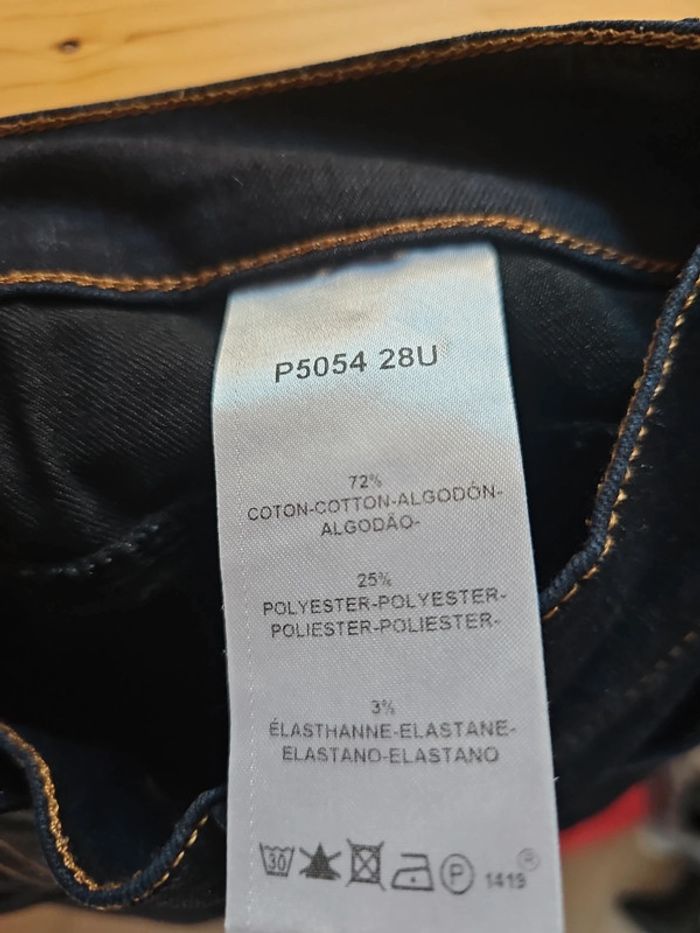 P5054 28U
72%
COTON-COTTON-ALGODÓN-
ALGODÃO-
25%
POLYESTER-POLYESTER-
POLIESTER-POLIESTER-
3%
ÉLASTHANNE-ELASTANE-
ELASTANO-ELASTANO
30 P 1419 ®